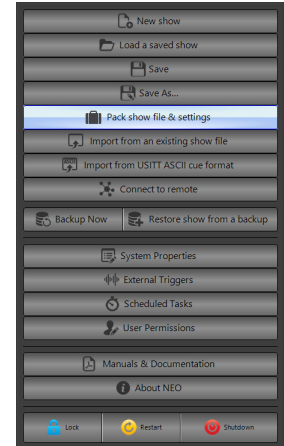 New show
Load a saved show
Save
Save As...
Pack show file & settings
Import from an existing show file
Import from USITT ASCII cue format
Connect to remote
Backup Now
Restore show from a backup
System Properties
External Triggers
Scheduled Tasks
User Permissions
Manuals & Documentation
About NEO
Lock
Restart
Shutdown